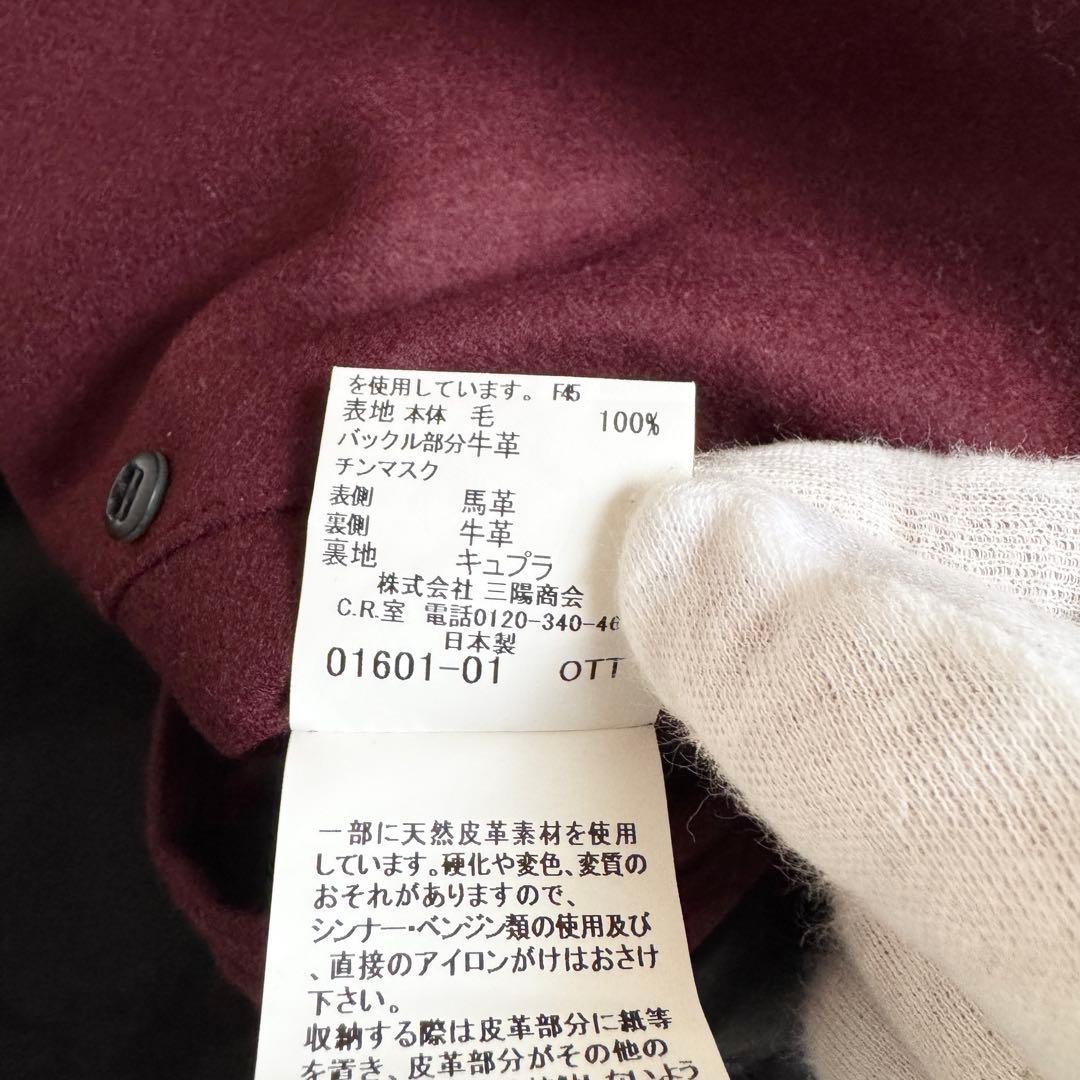 を使用しています。 F45
表地 本体 毛 100%
バックル部分牛革
チンマスク
表側 馬革
裏側 牛革
裏地 キュプラ
株式会社 三陽商会
C.R.室 電話0120-340-46
日本製
01601-01 OTT
一部に天然皮革素材を使用
しています。硬化や変色、変質の
おそれがありますので、
シンナー・ベンジン類の使用及び
、直接のアイロンがけはおさけ
下さい。
収納する際は皮革部分に紙等
を置き、皮革部分がその他の
しないよう